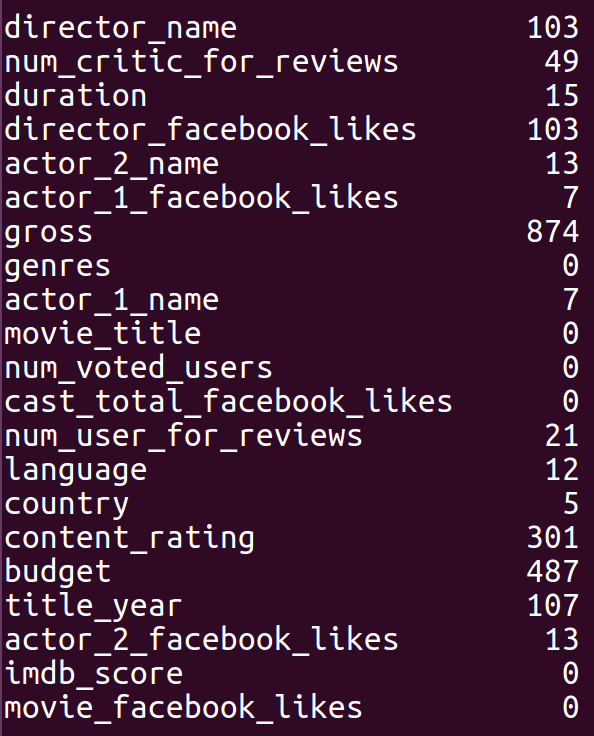 director_name 103
num_critic_for_reviews 49
duration 15
director_facebook_likes 103
actor_2_name 13
actor_1_facebook_likes 7
gross 874
genres 0
actor_1_name 7
movie_title 0
num_voted_users 0
cast_total_facebook_likes 0
num_user_for_reviews 21
language 12
country 5
content_rating 301
budget 487
title_year 107
actor_2_facebook_likes 13
imdb_score 0
movie_facebook_likes 0